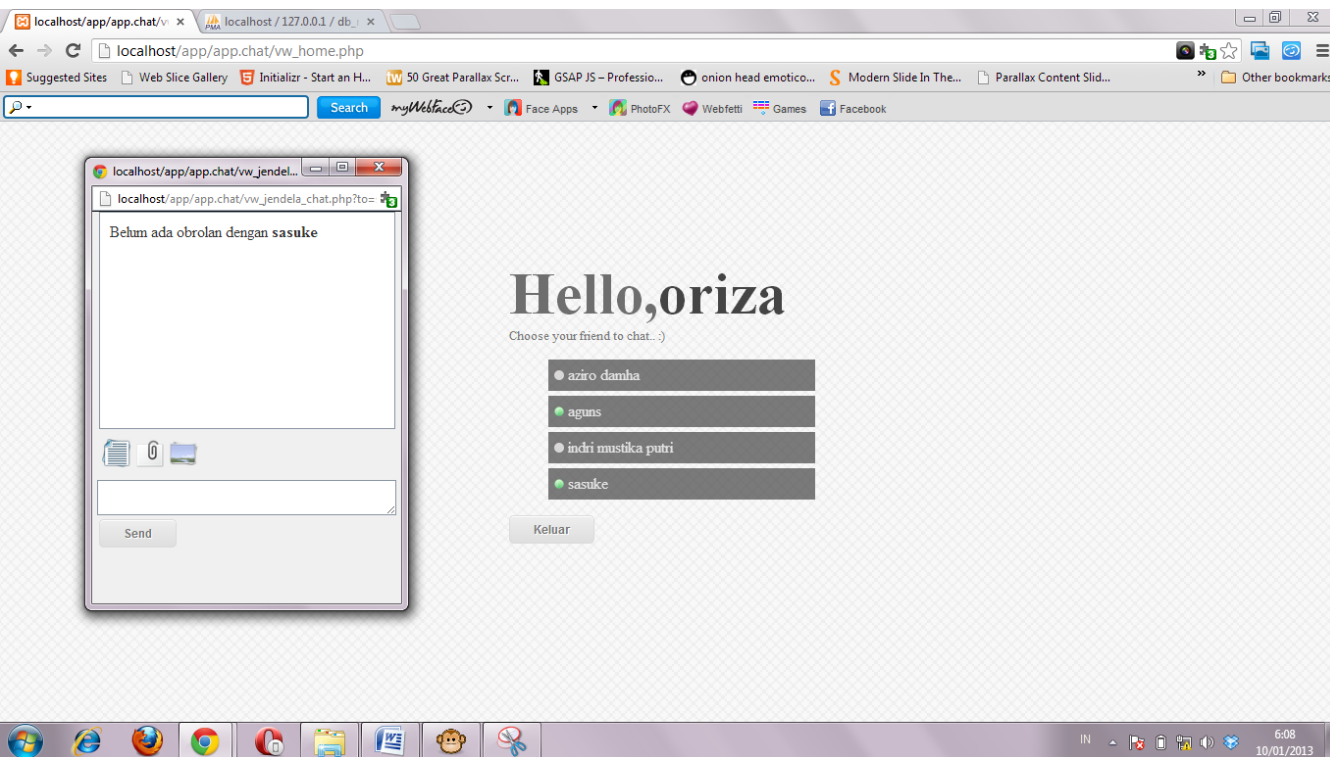 localhost/app/app.chat/v
localhost / 127.0.0.1 / db_
localhost/app/app.chat/vw_home.php
Suggested Sites
Web Slice Gallery
Initializr - Start an H...
50 Great Parallax Scr...
GSAP JS – Professio...
onion head emotico...
Modern Slide In The...
Parallax Content Slid...
»
Other bookmarks
Search
myWebFace
Face Apps
PhotoFX
Webfetti
Games
Facebook
localhost/app/app.chat/vw_jendel...
localhost/app/app.chat/vw_jendela_chat.php?to=
Belum ada obrolan dengan sasuke
Send
Hello,oriza
Choose your friend to chat.. :)
aziro damha
aguns
indri mustika putri
sasuke
Keluar
IN
6:08
10/01/2013